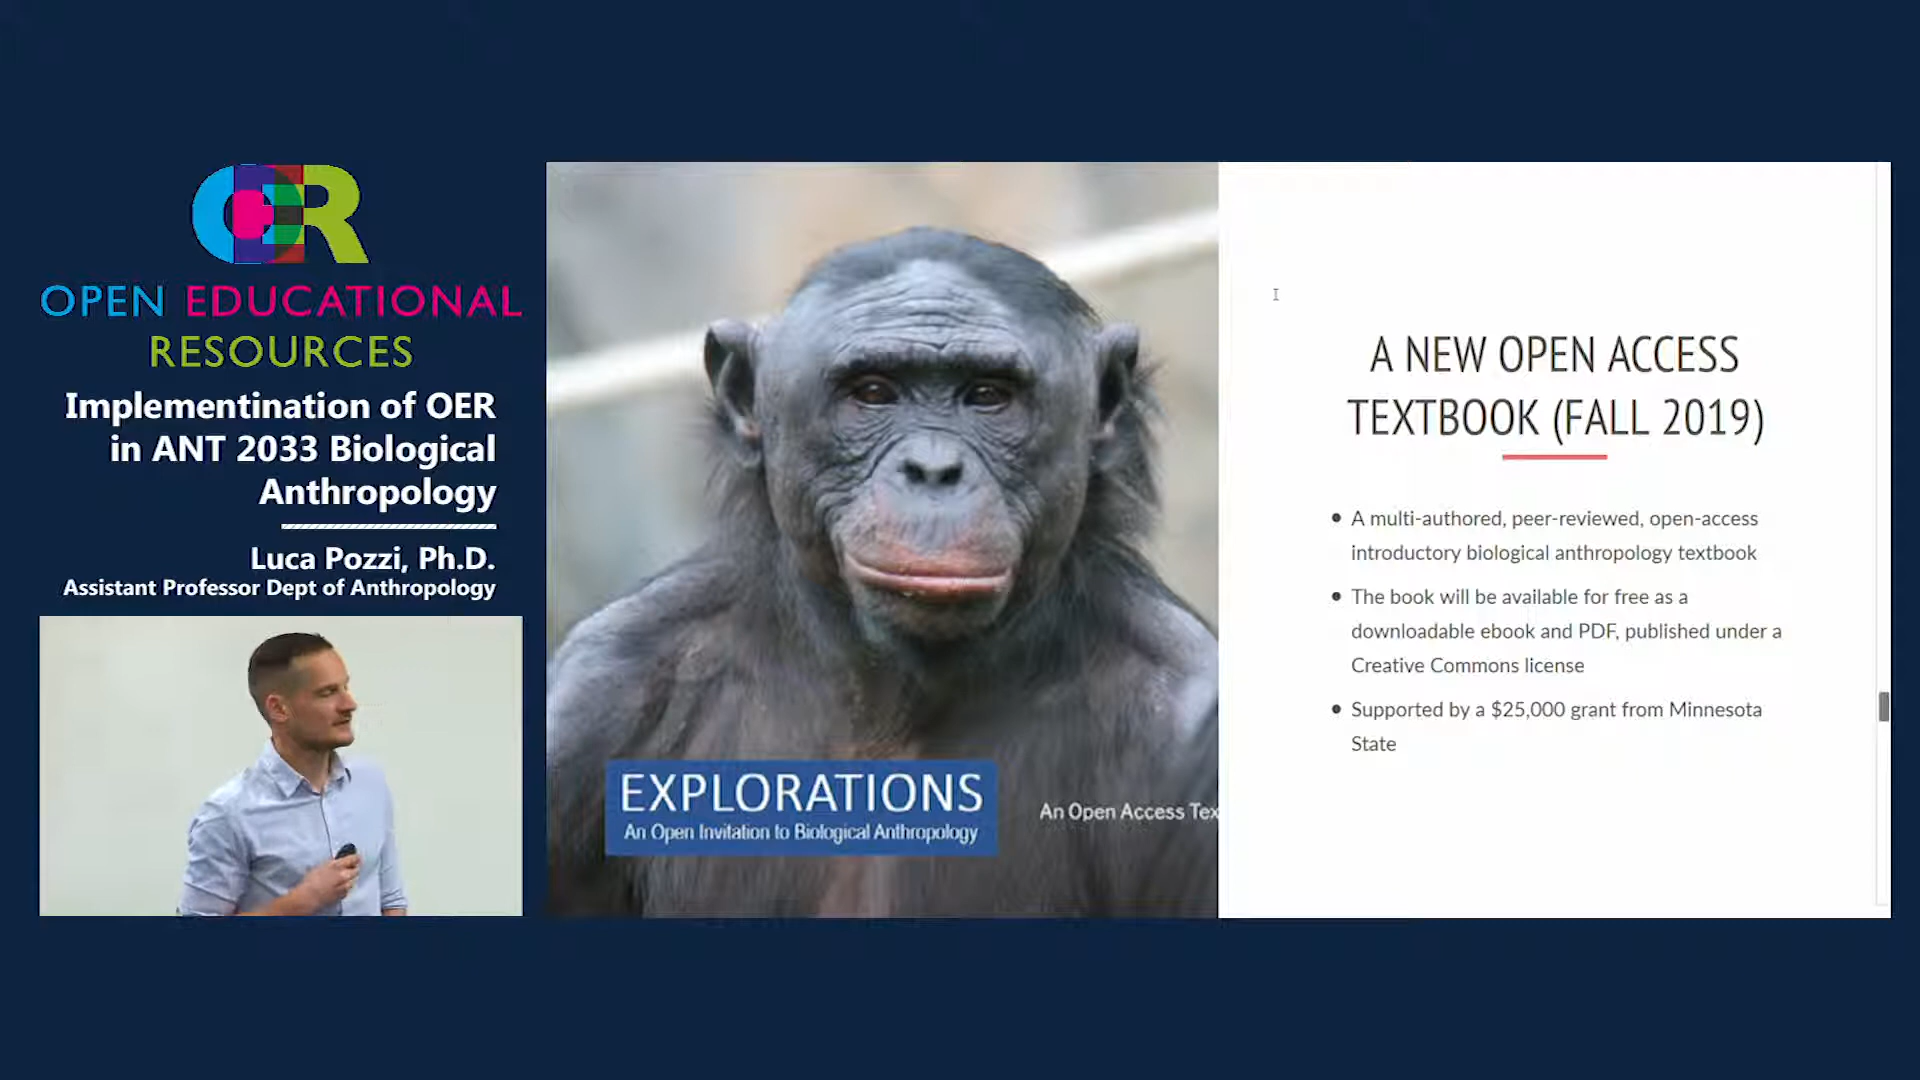 OER
OPEN EDUCATIONAL
RESOURCES
Implementination of OER
in ANT 2033 Biological
Anthropology
Luca Pozzi, Ph.D.
Assistant Professor Dept of Anthropology
EXPLORATIONS
An Open Invitation to Biological Anthropology
An Open Access Tex
A NEW OPEN ACCESS
TEXTBOOK (FALL 2019)
• A multi-authored, peer-reviewed, open-access
introductory biological anthropology textbook
• The book will be available for free as a
downloadable ebook and PDF, published under a
Creative Commons license
• Supported by a $25,000 grant from Minnesota
State